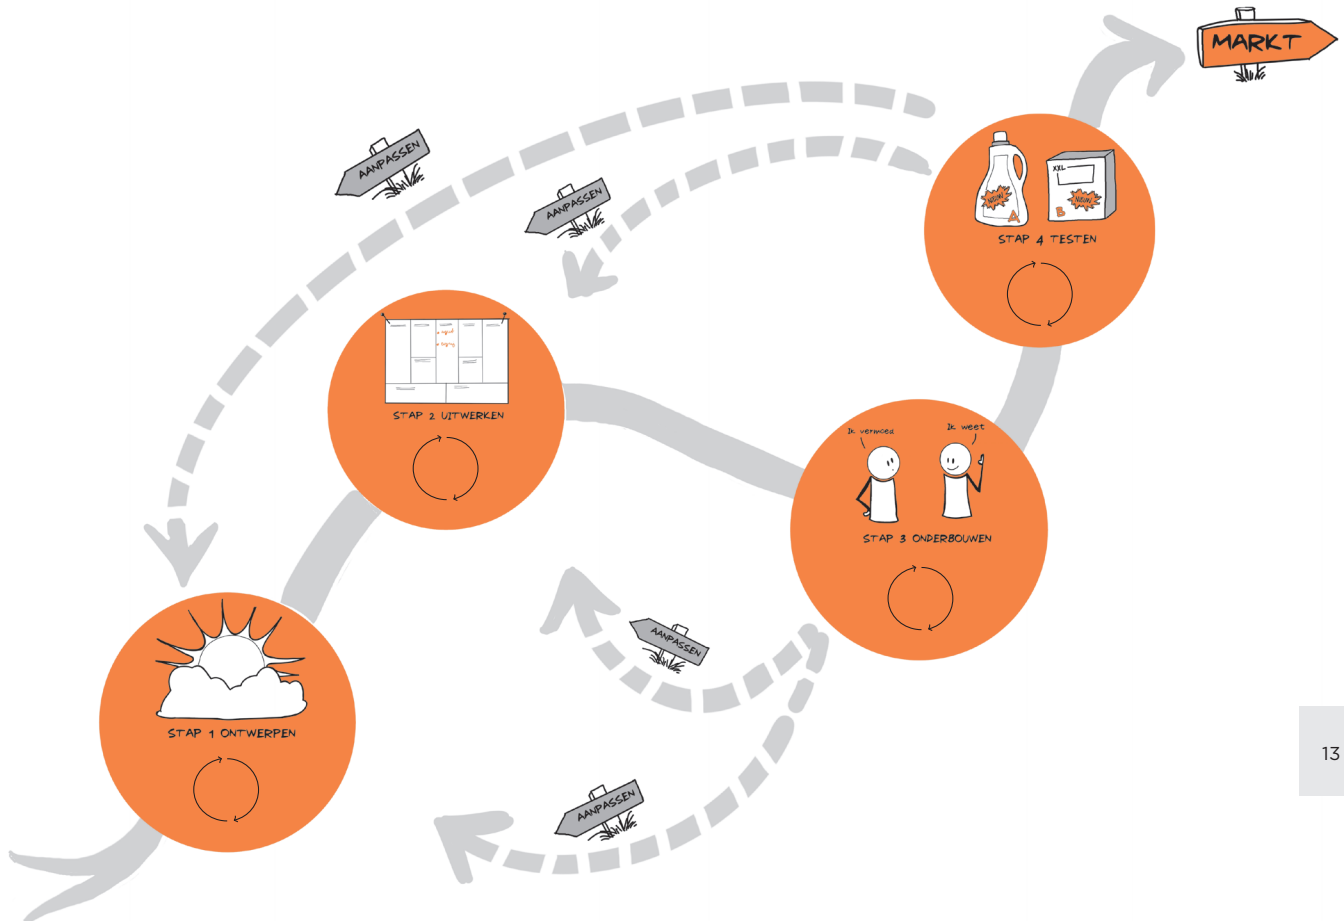 MARKT
AANPASSEN
AANPASSEN
XXL
NIEUW
NIEUW
A
B
STAP 4 TESTEN
STAP 2 UITWERKEN
Ik vermoed
Ik weet
STAP 3 ONDERBOUWEN
AANPASSEN
STAP 1 ONTWERPEN
AANPASSEN
13